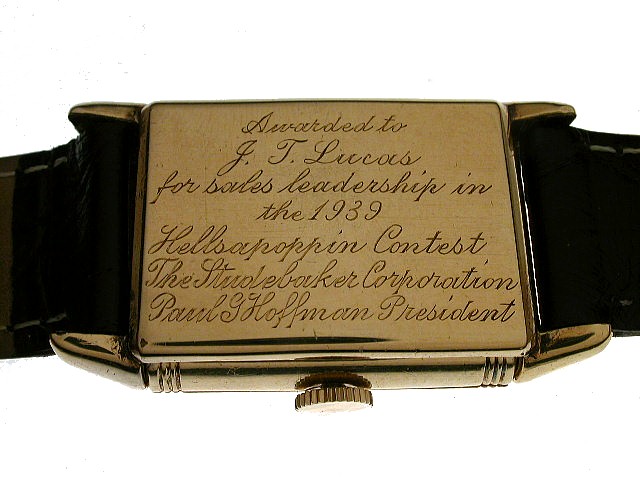 Awarded to
J. T. Lucas
for sales leadership in
the 1939
Hellsapoppin Contest
The Studebaker Corporation
Paul G Hoffman President